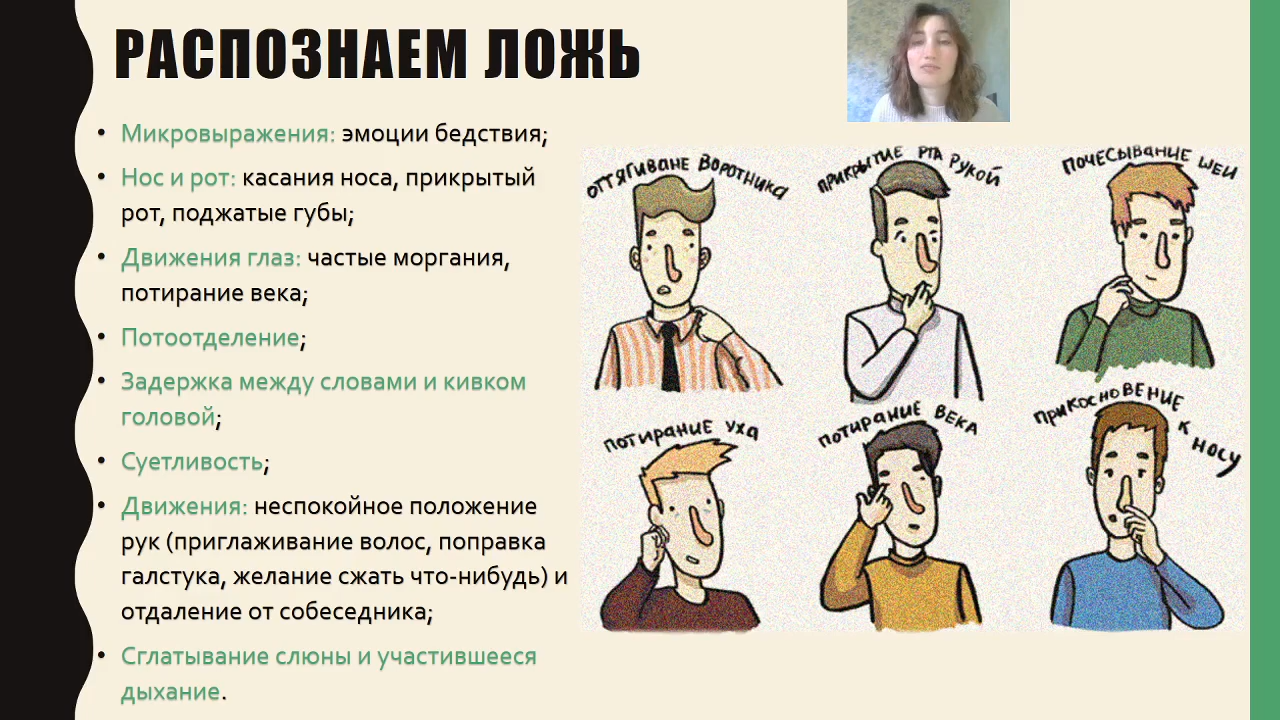 РАСПОЗНАЕМ ЛОЖЬ
• Микровыражения: эмоции бедствия;
• Нос и рот: касания носа, прикрытый
рот, поджатые губы;
• Движения глаз: частые моргания,
потирание века;
• Потоотделение;
• Задержка между словами и кивком
головой;
• Суетливость;
• Движения: неспокойное положение
рук (приглаживание волос, поправка
галстука, желание сжать что-нибудь) и
отдаление от собеседника;
• Сглатывание слюны и участившееся
дыхание.
ОТТЯГИВАНЕ ВОРОТНИКА
ПРИКРЫТИЕ РТА РУКОЙ
ПОЧЕСЫВАНИЕ ШЕИ
ПОТИРАНИЕ УХА
ПОТИРАНИЕ ВЕКА
ПРИКОСНОВЕНИЕ К НОСУ